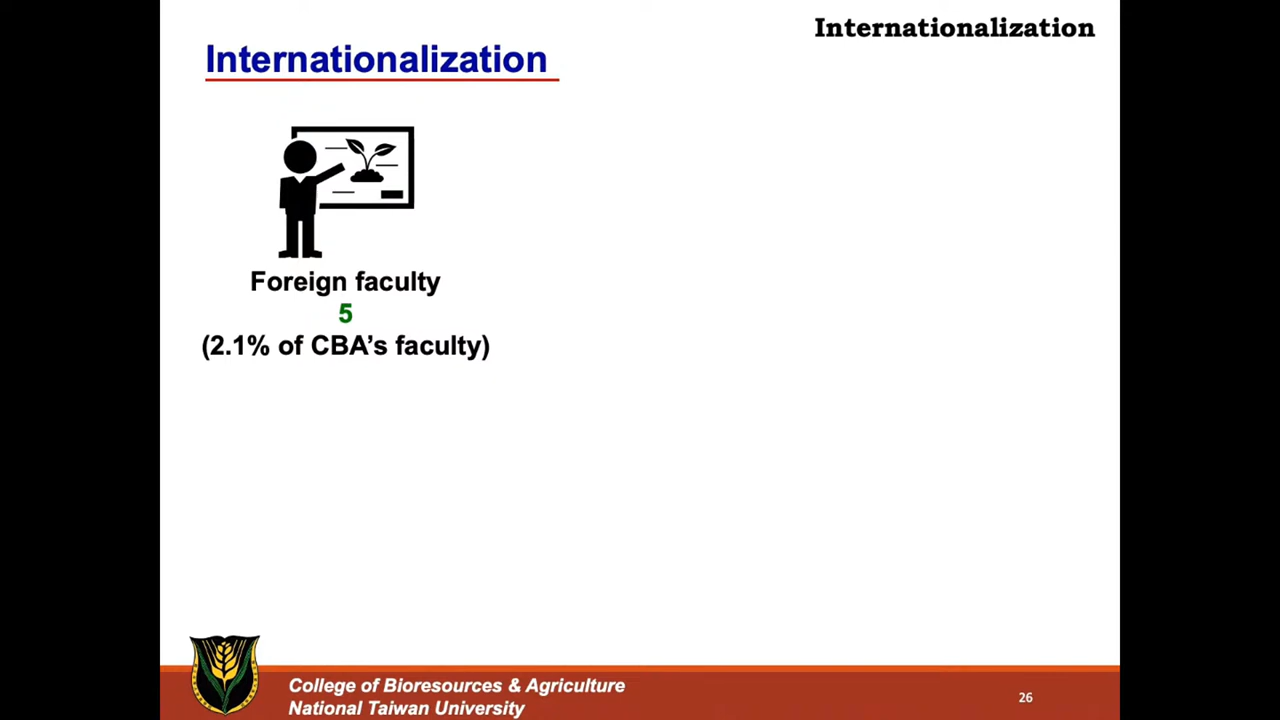 Internationalization
Internationalization
Foreign faculty
5
(2.1% of CBA's faculty)
College of Bioresources & Agriculture
National Taiwan University
26